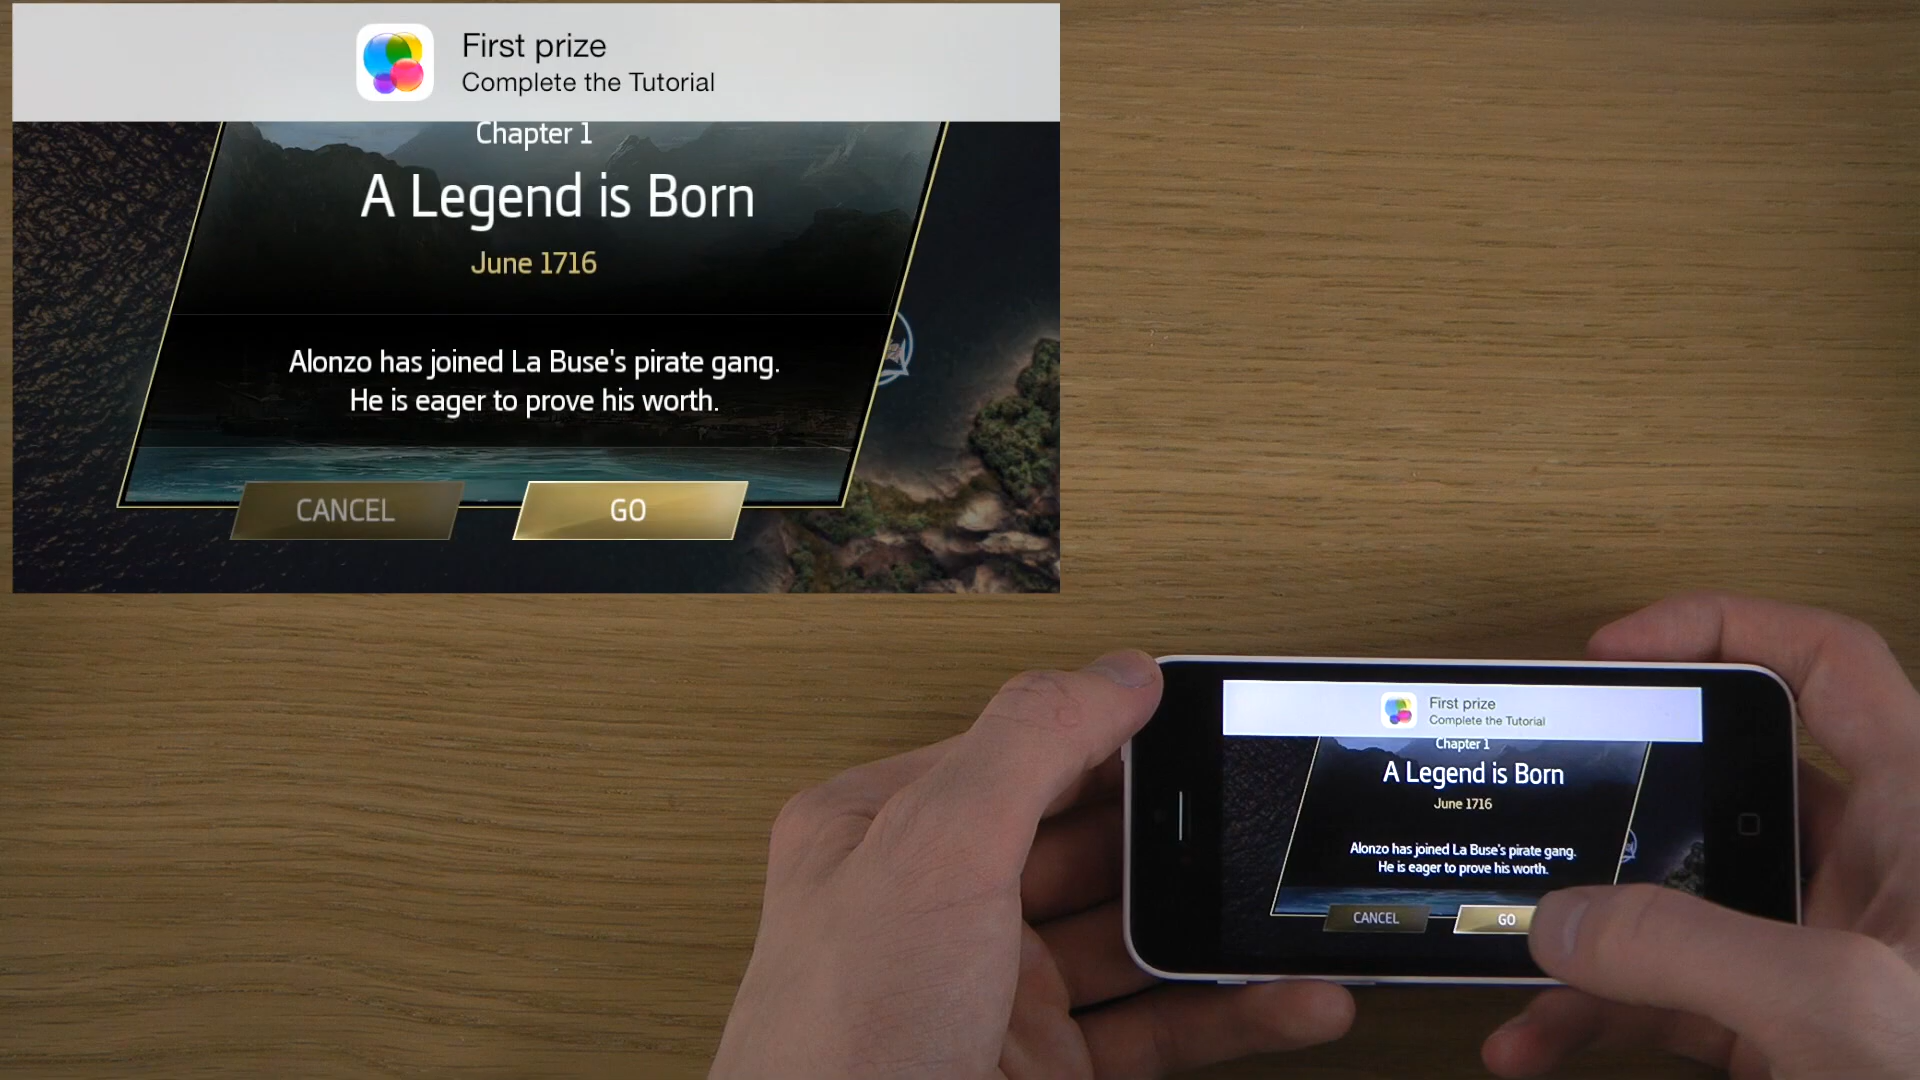 First prize
Complete the Tutorial
Chapter 1
A Legend is Born
June 1716
Alonzo has joined La Buse's pirate gang.
He is eager to prove his worth.
CANCEL
GO
First prize
Complete the Tutorial
Chapter 1
A Legend is Born
June 1716
Alonzo has joined La Buse's pirate gang.
He is eager to prove his worth.
CANCEL
GO